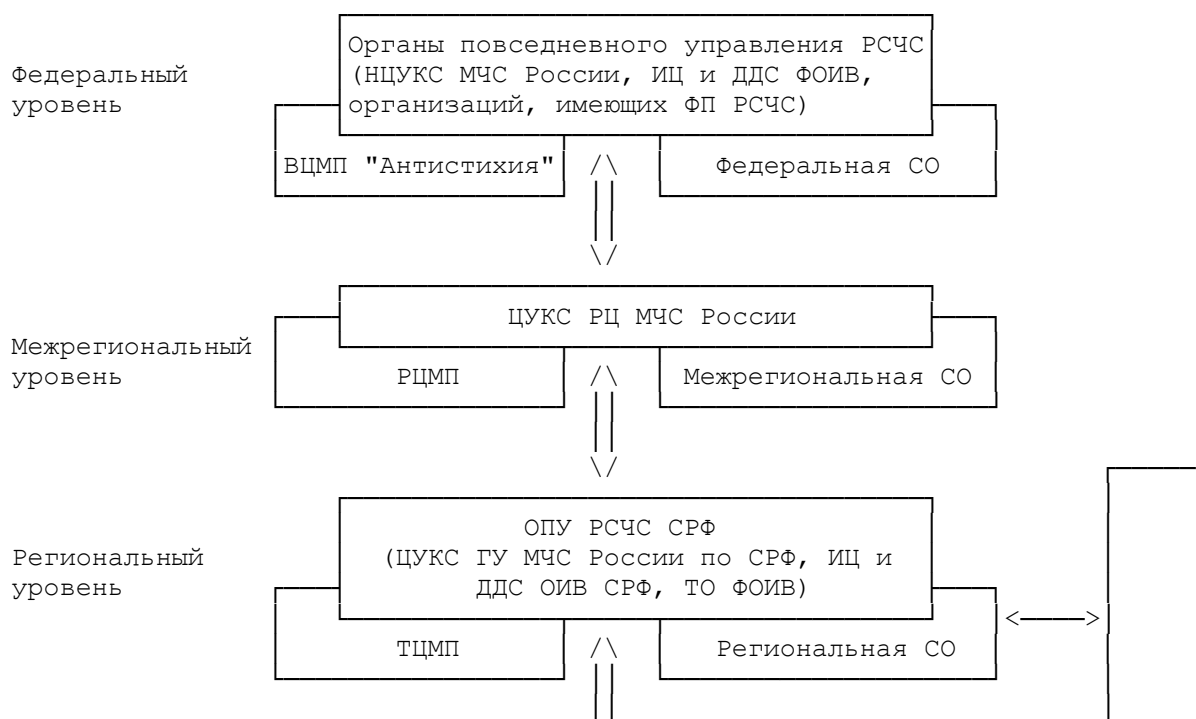 Федеральный
уровень
Органы повседневного управления РСЧС
(НЦУКС МЧС России, ИЦ и ДДС ФОИВ,
организаций, имеющих ФП РСЧС)
ВЦМП "Антистихия"
Федеральная СО
Межрегиональный
уровень
ЦУКС РЦ МЧС России
РЦМП
Межрегиональная СО
Региональный
уровень
ОПУ РСЧС СРФ
(ЦУКС ГУ МЧС России по СРФ, ИЦ и
ДДС ОИВ СРФ, ТО ФОИВ)
ТЦМП
Региональная СО